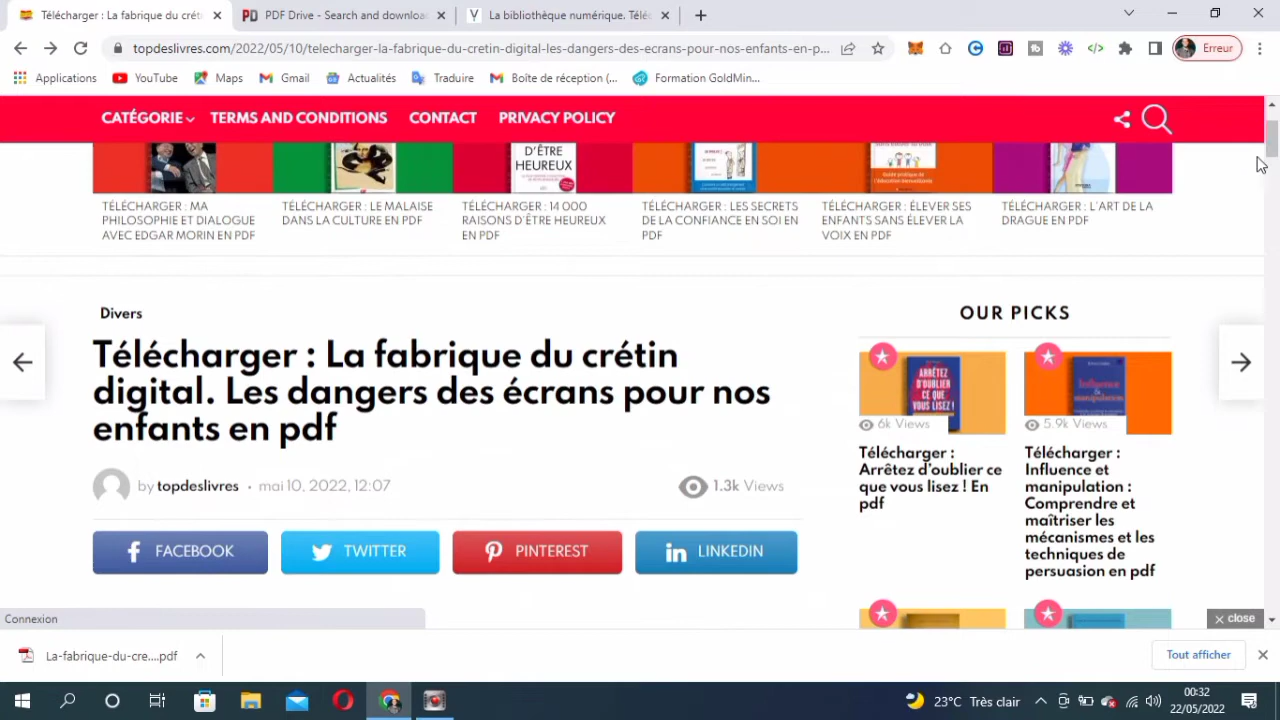 Télécharger : La fabrique du crét
PDF Drive - Search and download
La bibliothèque numérique. Télé
topdeslivres.com/2022/05/10/telecharger-la-fabrique-du-cretin-digital-les-dangers-des-ecrans-pour-nos-enfants-en-p...
Erreur
Applications
YouTube
Maps
Gmail
Actualités
Traduire
Boîte de réception (...
Formation GoldMin...
CATÉGORIE
TERMS AND CONDITIONS
CONTACT
PRIVACY POLICY
D'ÊTRE
HEUREUX
TÉLÉCHARGER : MA
PHILOSOPHIE ET DIALOGUE
AVEC EDGAR MORIN EN PDF
TÉLÉCHARGER : LE MALAISE
DANS LA CULTURE EN PDF
TÉLÉCHARGER : 14 000
RAISONS D'ÊTRE HEUREUX
EN PDF
TÉLÉCHARGER : LES SECRETS
DE LA CONFIANCE EN SOI EN
PDF
TÉLÉCHARGER : ÉLEVER SES
ENFANTS SANS ÉLEVER LA
VOIX EN PDF
TÉLÉCHARGER : L'ART DE LA
DRAGUE EN PDF
Divers
Télécharger : La fabrique du crétin
digital. Les dangers des écrans pour nos
enfants en pdf
by topdeslivres • mai 10, 2022, 12:07
1.3k Views
FACEBOOK
TWITTER
PINTEREST
LINKEDIN
OUR PICKS
ARRÊTEZ
D'OUBLIER
CE QUE
VOUS LISEZ !
6k Views
Télécharger :
Arrêtez d'oublier ce
que vous lisez ! En
pdf
Influence &
manipulation
5.9k Views
Télécharger :
Influence et
manipulation :
Comprendre et
maîtriser les
mécanismes et les
techniques de
persuasion en pdf
close
Connexion
La-fabrique-du-cre....pdf
Tout afficher
23°C Très clair
00:32
22/05/2022